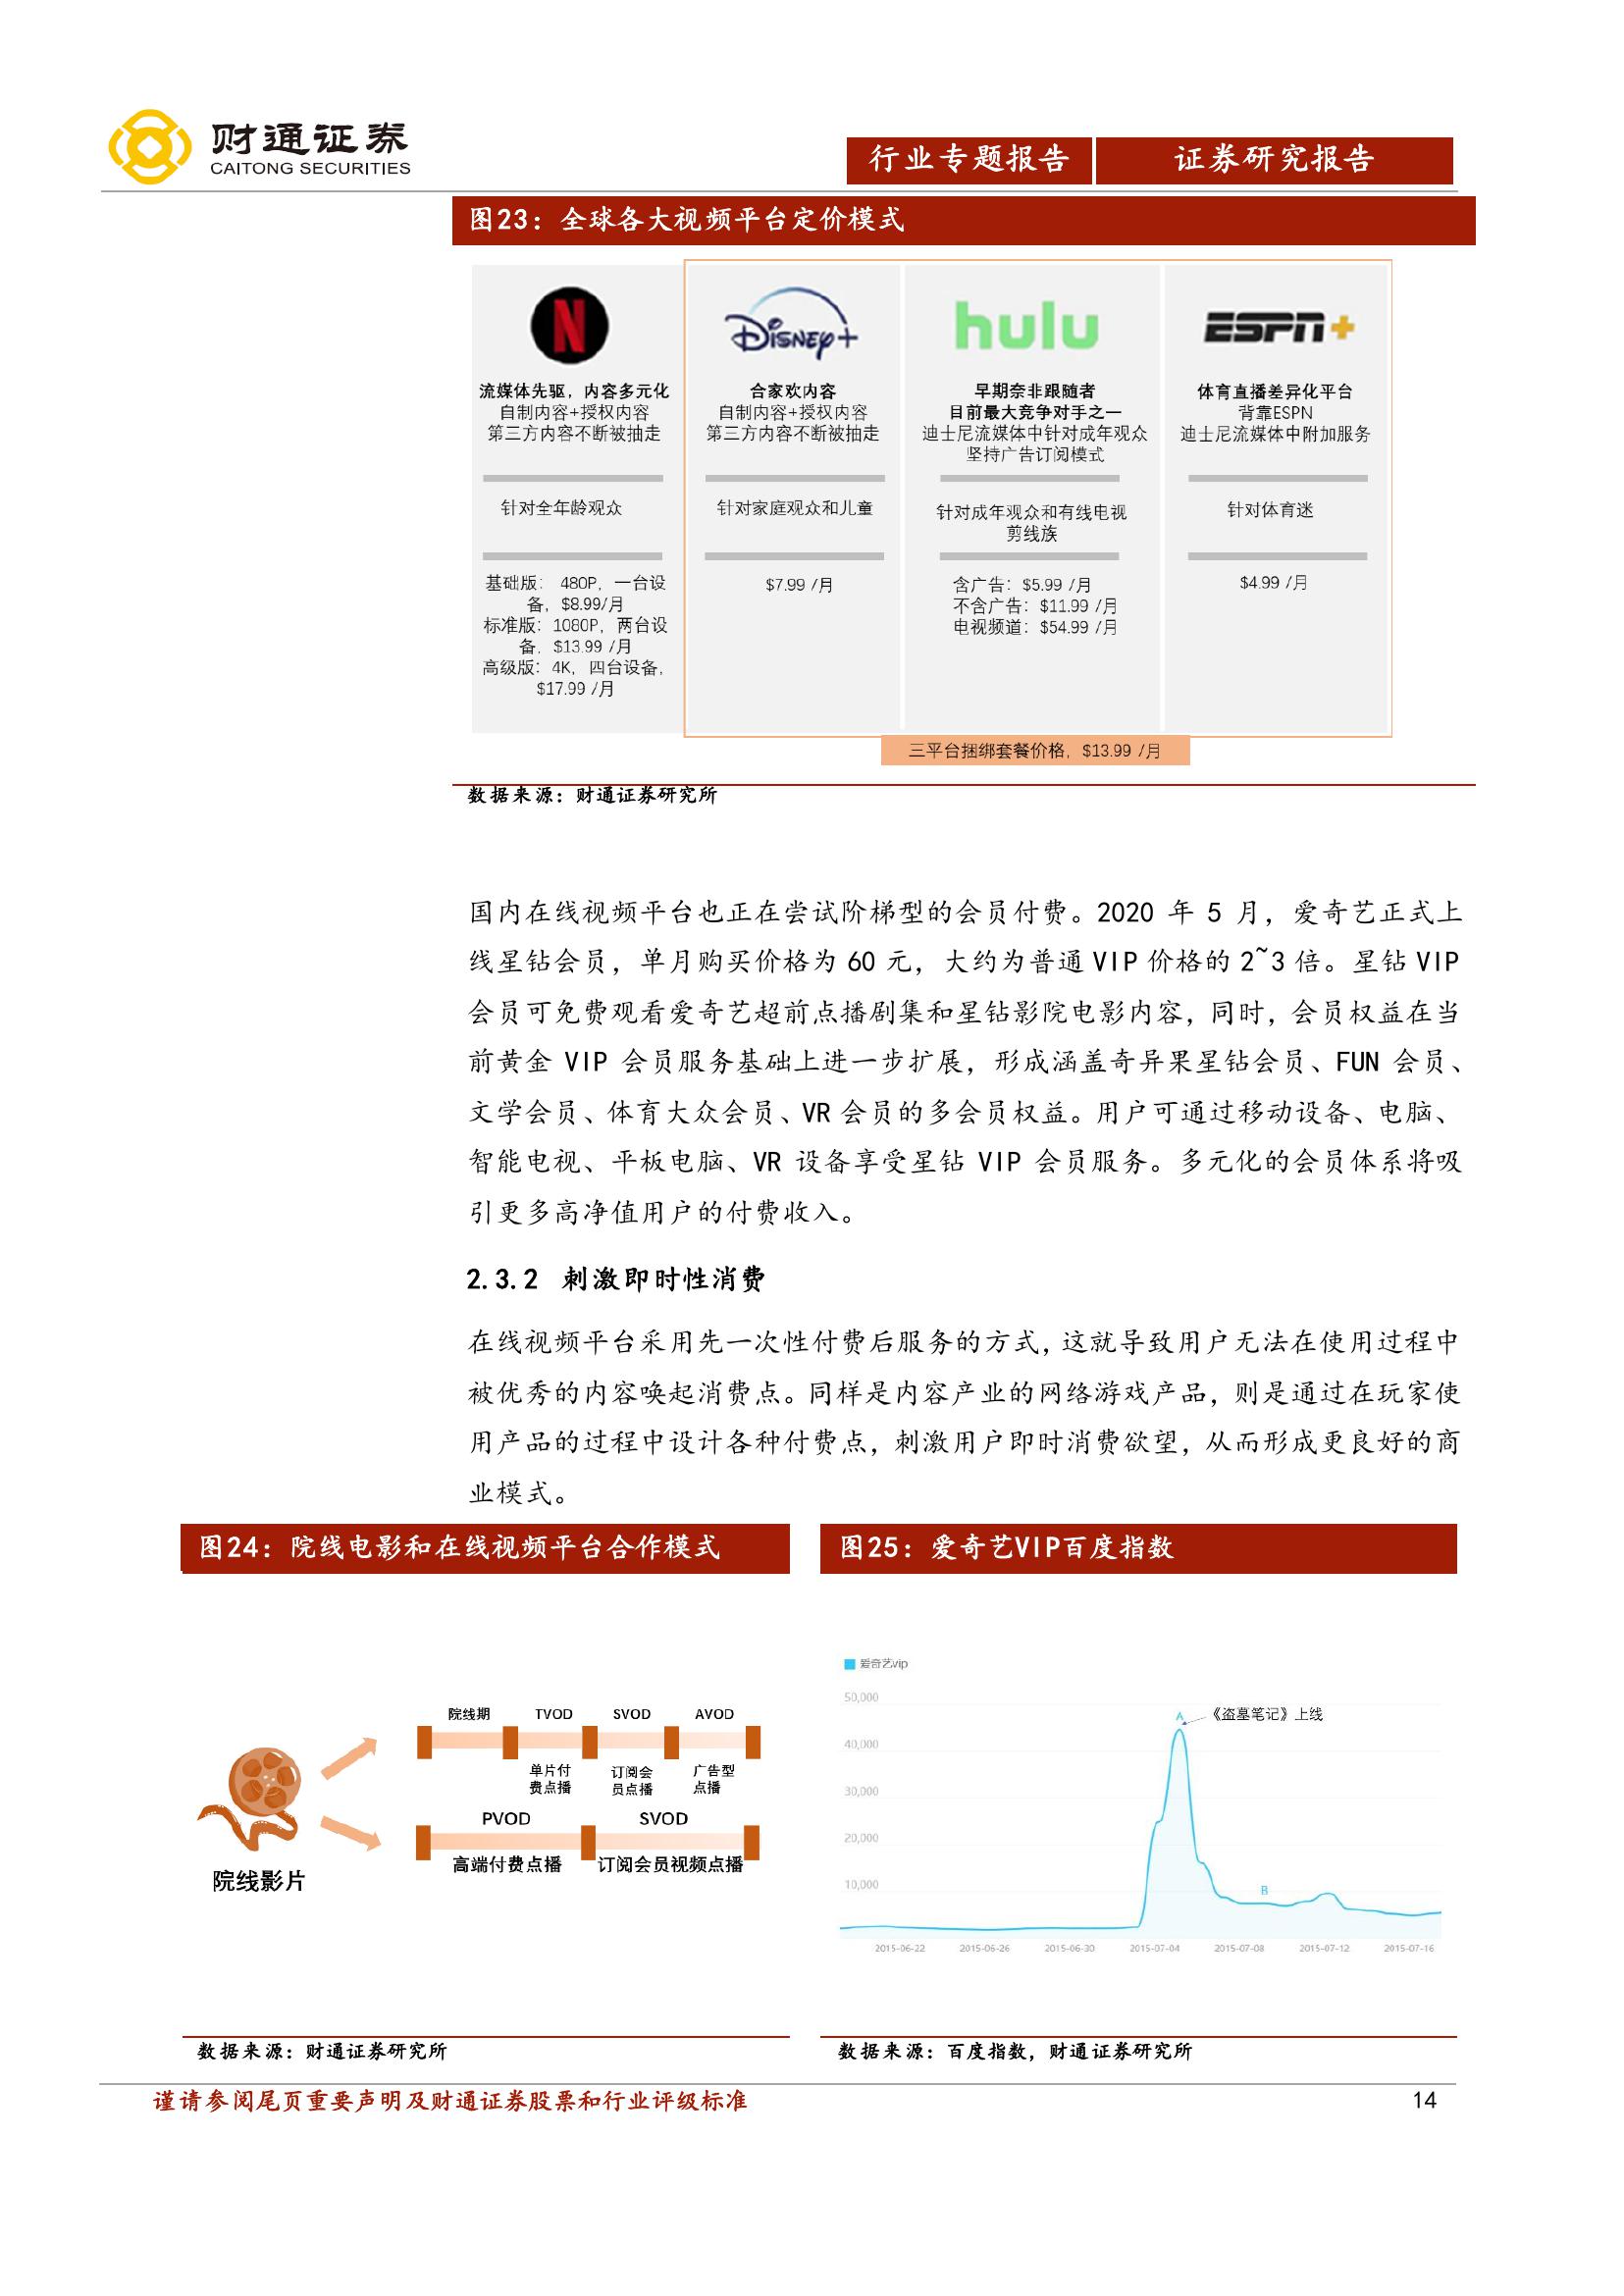 财通证券
CAITONG SECURITIES
行业专题报告 证券研究报告
图23：全球各大视频平台定价模式
N
流媒体先驱，内容多元化
自制内容+授权内容
第三方内容不断被抽走
针对全年龄观众
基础版： 480P，一台设
备，$8.99/月
标准版：1080P，两台设
备，$13.99 /月
高级版：4K，四台设备，
$17.99 /月
Disney+
合家欢内容
自制内容+授权内容
第三方内容不断被抽走
针对家庭观众和儿童
$7.99 /月
hulu
早期奈非跟随者
目前最大竞争对手之一
迪士尼流媒体中针对成年观众
坚持广告订阅模式
针对成年观众和有线电视
剪线族
含广告：$5.99 /月
不含广告：$11.99 /月
电视频道：$54.99 /月
ESPN+
体育直播差异化平台
背靠ESPN
迪士尼流媒体中附加服务
针对体育迷
$4.99 /月
三平台捆绑套餐价格，$13.99 /月
数据来源：财通证券研究所
国内在线视频平台也正在尝试阶梯型的会员付费。2020 年 5 月，爱奇艺正式上
线星钻会员，单月购买价格为 60 元，大约为普通 VIP 价格的 2~3 倍。星钻 VIP
会员可免费观看爱奇艺超前点播剧集和星钻影院电影内容，同时，会员权益在当
前黄金 VIP 会员服务基础上进一步扩展，形成涵盖奇异果星钻会员、FUN 会员、
文学会员、体育大众会员、VR 会员的多会员权益。用户可通过移动设备、电脑、
智能电视、平板电脑、VR 设备享受星钻 VIP 会员服务。多元化的会员体系将吸
引更多高净值用户的付费收入。
2.3.2 刺激即时性消费
在线视频平台采用先一次性付费后服务的方式，这就导致用户无法在使用过程中
被优秀的内容唤起消费点。同样是内容产业的网络游戏产品，则是通过在玩家使
用产品的过程中设计各种付费点，刺激用户即时消费欲望，从而形成更良好的商
业模式。
图24：院线电影和在线视频平台合作模式
院线影片
院线期 TVOD SVOD AVOD
单片付 订阅会 广告型
费点播 员点播 点播
PVOD SVOD
高端付费点播 订阅会员视频点播
数据来源：财通证券研究所
图25：爱奇艺VIP百度指数
爱奇艺vip
50,000
40,000
30,000
20,000
10,000
A
《盗墓笔记》上线
B
2015-06-22 2015-06-26 2015-06-30 2015-07-04 2015-07-08 2015-07-12 2015-07-16
数据来源：百度指数，财通证券研究所
谨请参阅尾页重要声明及财通证券股票和行业评级标准 14